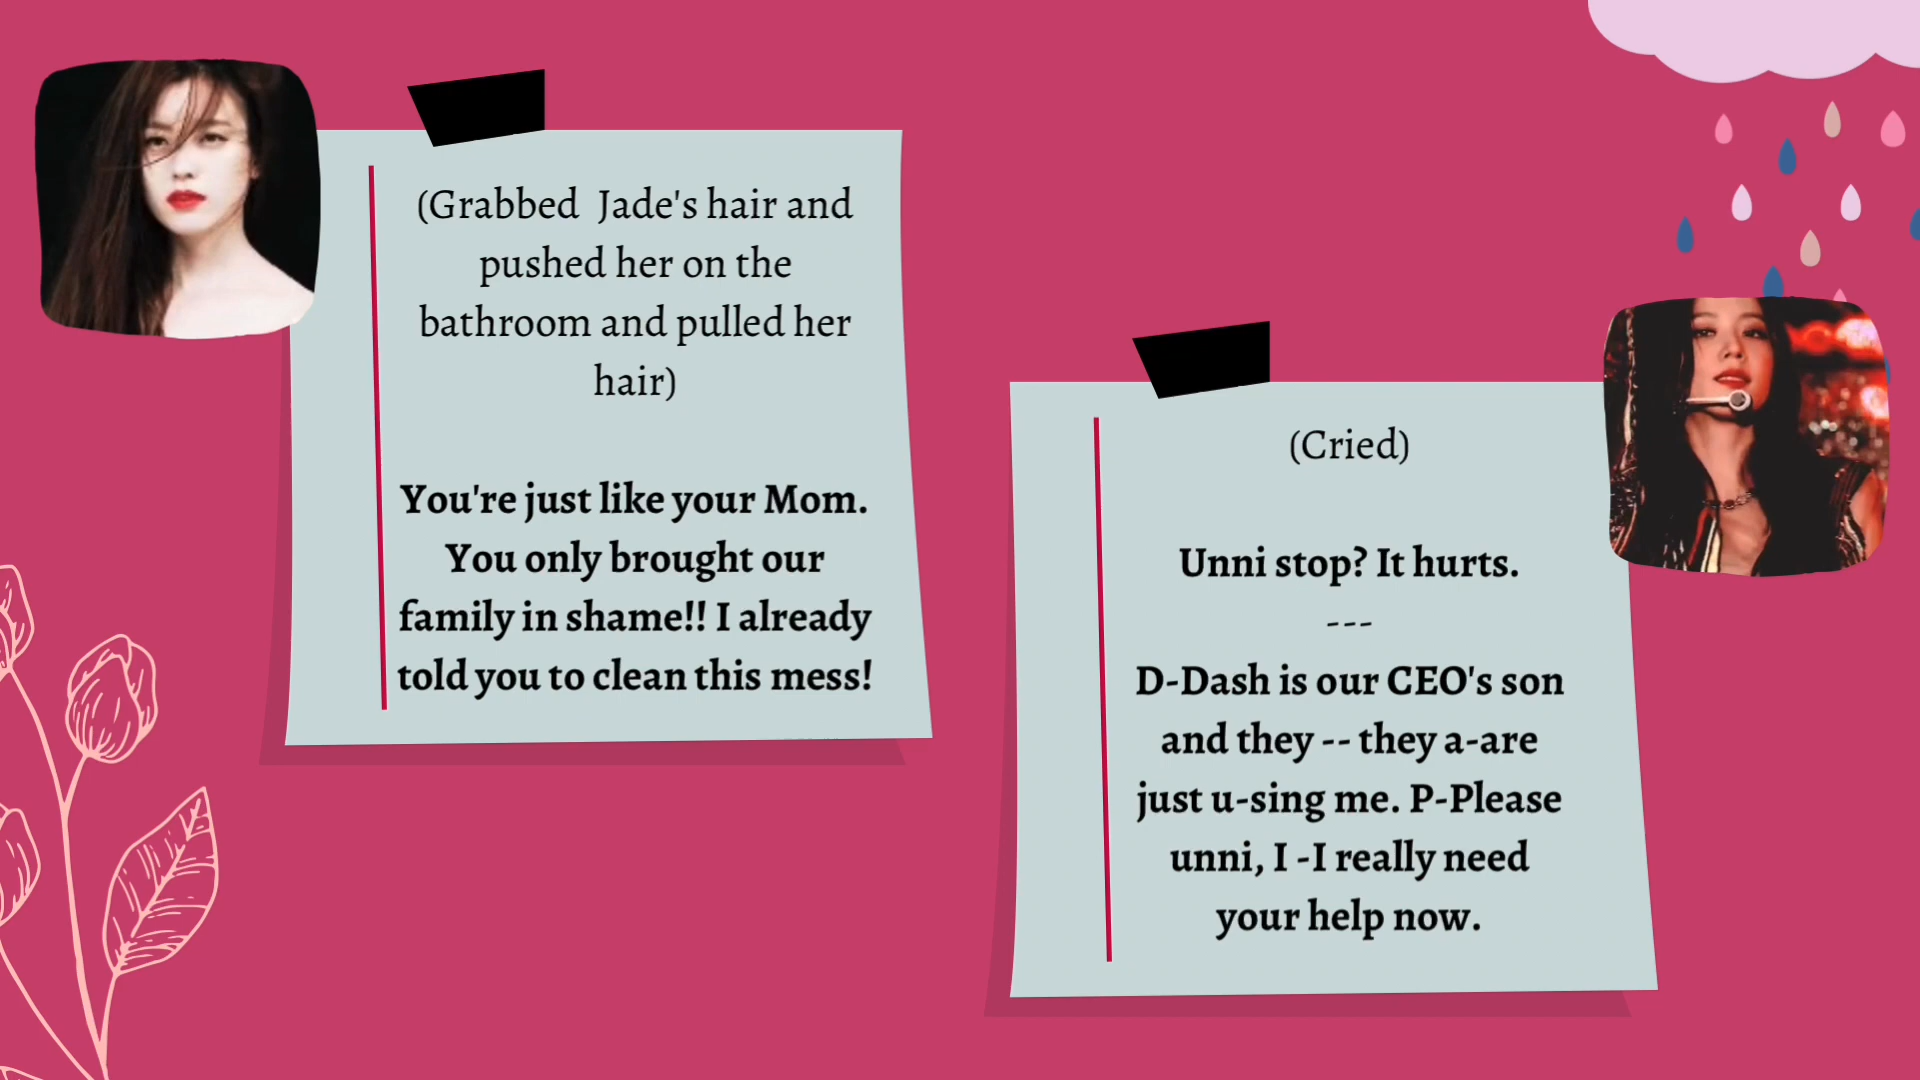 (Grabbed  Jade's hair and
pushed her on the
bathroom and pulled her
hair)
You're just like your Mom.
You only brought our
family in shame!! I already
told you to clean this mess!
(Cried)
Unni stop? It hurts.
---
D-Dash is our CEO's son
and they -- they a-are
just u-sing me. P-Please
unni, I -I really need
your help now.